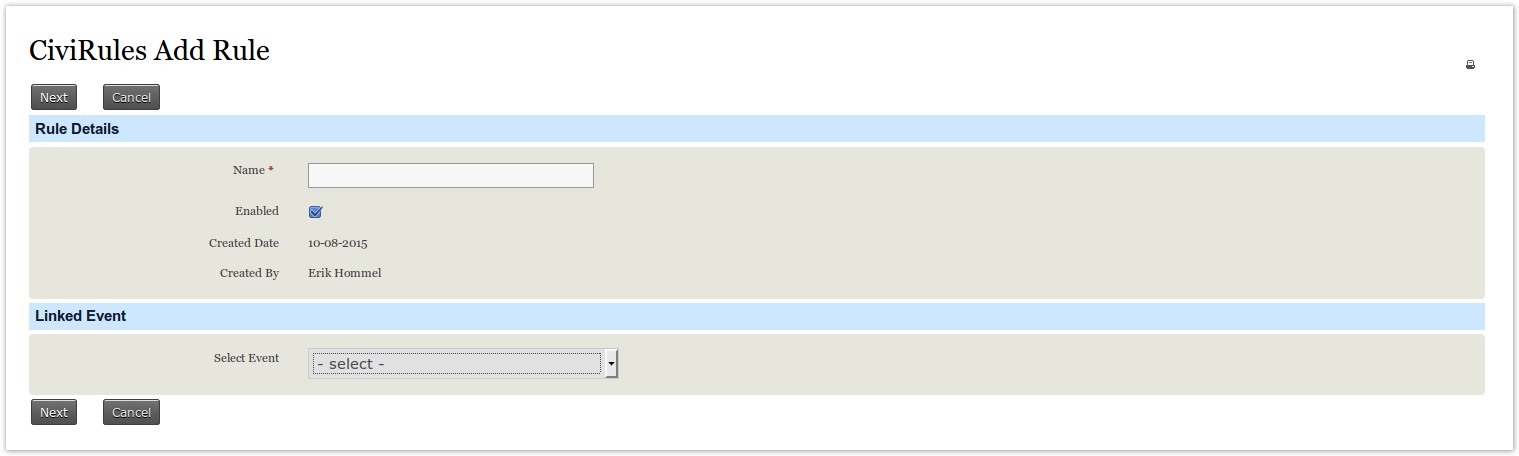 CiviRules Add Rule
Next Cancel
Rule Details
Name *
Enabled
Created Date 10-08-2015
Created By Erik Hommel
Linked Event
Select Event - select -
Next Cancel